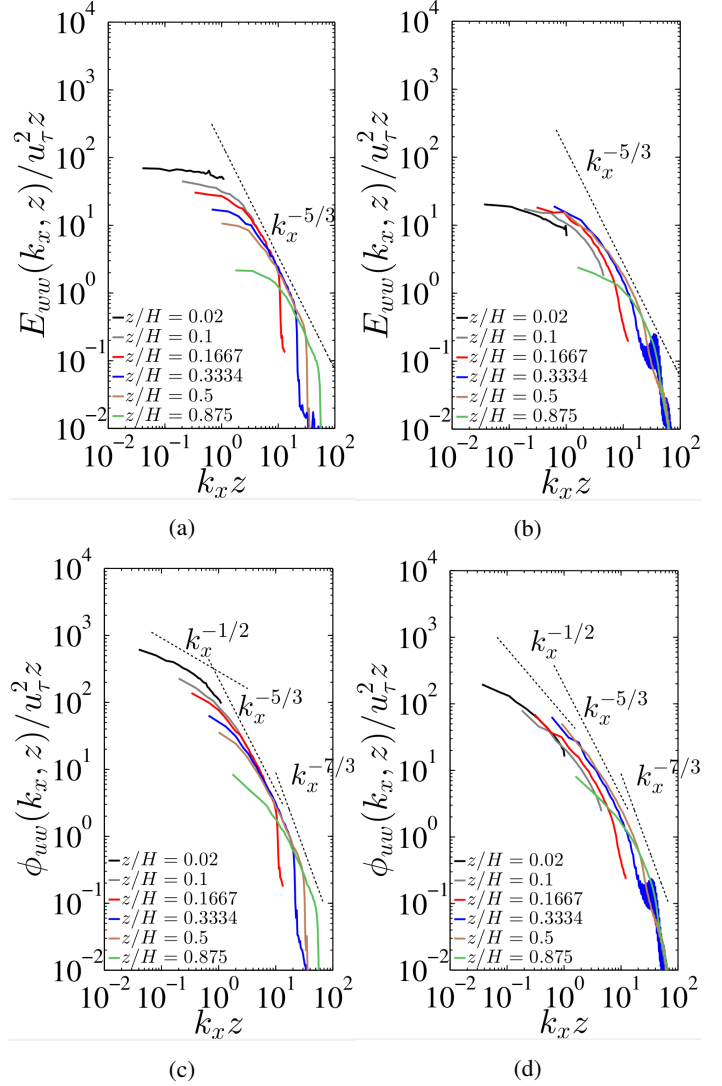 10^4
10^3
10^2
10^1
10^0
10^-1
10^-2
E_ww(k_x, z)/u_τ^2 z
k_x^-5/3
z/H = 0.02
z/H = 0.1
z/H = 0.1667
z/H = 0.3334
z/H = 0.5
z/H = 0.875
10^-2 10^-1 10^0 10^1 10^2
k_x z
(a)
10^4
10^3
10^2
10^1
10^0
10^-1
10^-2
E_ww(k_x, z)/u_τ^2 z
k_x^-5/3
z/H = 0.02
z/H = 0.1
z/H = 0.1667
z/H = 0.3334
z/H = 0.5
z/H = 0.875
10^-2 10^-1 10^0 10^1 10^2
k_x z
(b)
10^4
10^3
10^2
10^1
10^0
10^-1
10^-2
ϕ_uw(k_x, z)/u_τ^2 z
k_x^-1/2
k_x^-5/3
k_x^-7/3
z/H = 0.02
z/H = 0.1
z/H = 0.1667
z/H = 0.3334
z/H = 0.5
z/H = 0.875
10^-2 10^-1 10^0 10^1 10^2
k_x z
(c)
10^4
10^3
10^2
10^1
10^0
10^-1
10^-2
ϕ_uw(k_x, z)/u_τ^2 z
k_x^-1/2
k_x^-5/3
k_x^-7/3
z/H = 0.02
z/H = 0.1
z/H = 0.1667
z/H = 0.3334
z/H = 0.5
z/H = 0.875
10^-2 10^-1 10^0 10^1 10^2
k_x z
(d)